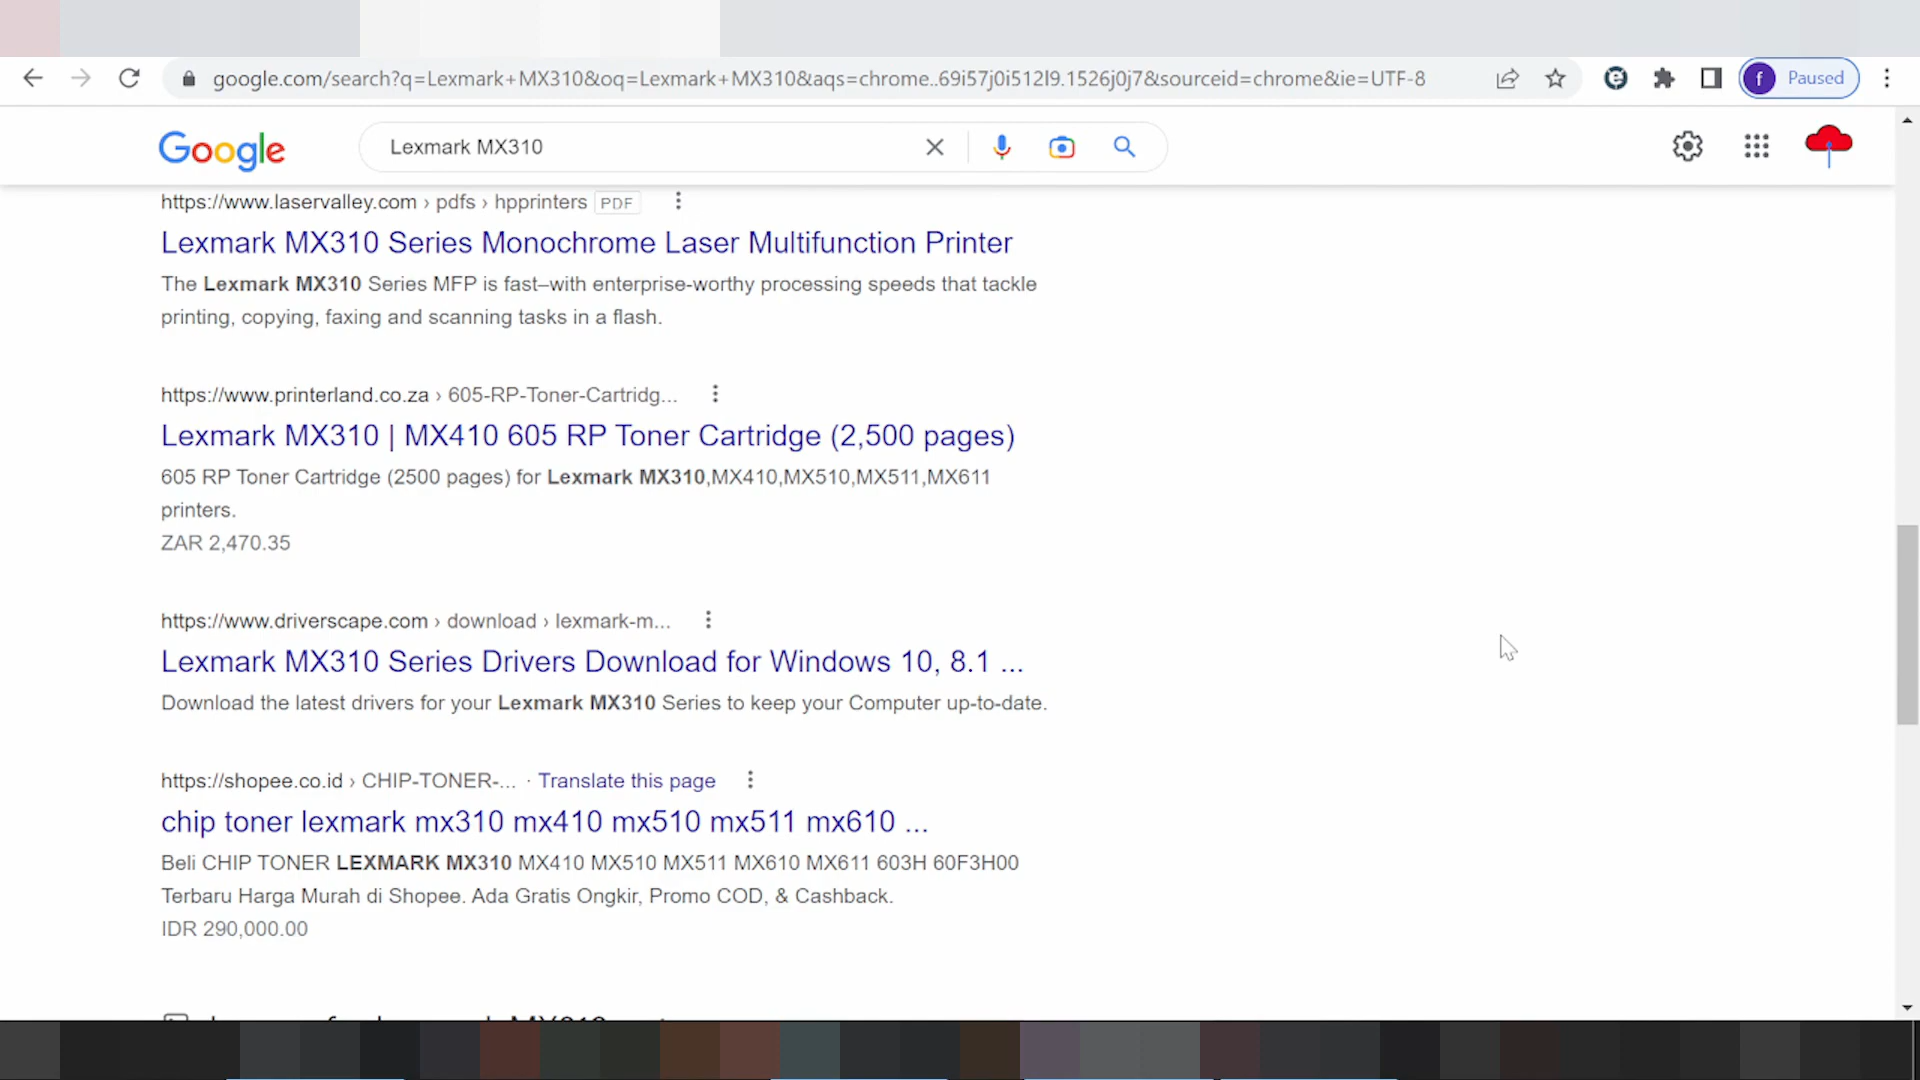 google.com/search?q=Lexmark+MX310&oq=Lexmark+MX310&aqs=chrome..69i57j0i512l9.1526j0j7&sourceid=chrome&ie=UTF-8
f Paused
Google
Lexmark MX310
https://www.laservalley.com › pdfs › hpprinters PDF
Lexmark MX310 Series Monochrome Laser Multifunction Printer
The Lexmark MX310 Series MFP is fast–with enterprise-worthy processing speeds that tackle
printing, copying, faxing and scanning tasks in a flash.
https://www.printerland.co.za › 605-RP-Toner-Cartridg...
Lexmark MX310 | MX410 605 RP Toner Cartridge (2,500 pages)
605 RP Toner Cartridge (2500 pages) for Lexmark MX310,MX410,MX510,MX511,MX611
printers.
ZAR 2,470.35
https://www.driverscape.com › download › lexmark-m...
Lexmark MX310 Series Drivers Download for Windows 10, 8.1 ...
Download the latest drivers for your Lexmark MX310 Series to keep your Computer up-to-date.
https://shopee.co.id › CHIP-TONER-... · Translate this page
chip toner lexmark mx310 mx410 mx510 mx511 mx610 ...
Beli CHIP TONER LEXMARK MX310 MX410 MX510 MX511 MX610 MX611 603H 60F3H00
Terbaru Harga Murah di Shopee. Ada Gratis Ongkir, Promo COD, & Cashback.
IDR 290,000.00